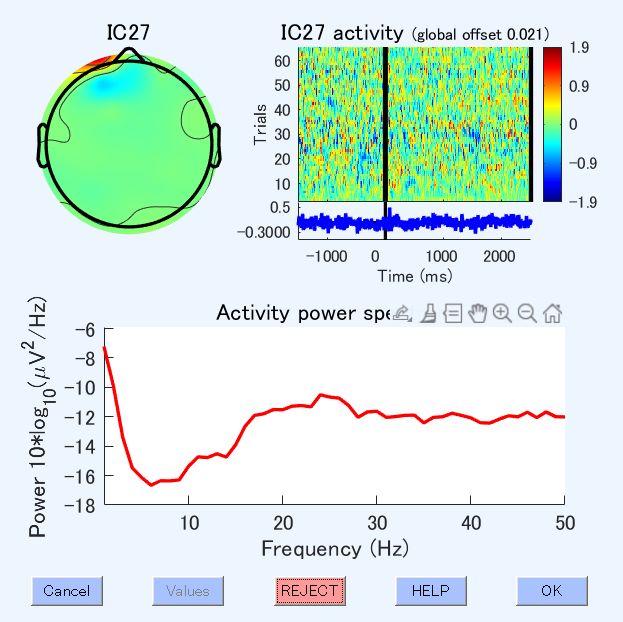 IC27
IC27 activity (global offset 0.021)
Trials
60
50
40
30
20
10
1.9
0.9
0
-0.9
-1.9
0.5
-0.3000
-1000
0
1000
2000
Time (ms)
Activity power spe
Power 10*log10(μV2/Hz)
-6
-8
-10
-12
-14
-16
-18
10
20
30
40
50
Frequency (Hz)
Cancel
Values
REJECT
HELP
OK